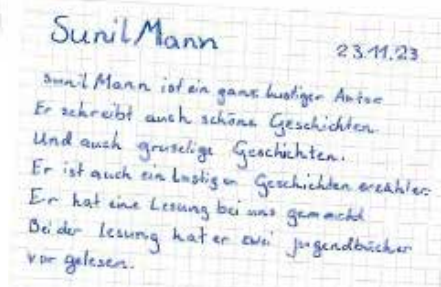 Sunil Mann
23.11.23
Sunil Mann ist ein ganz lustiger Autor
Er schreibt auch schöne Geschichten.
Und auch gruselige Geschichten.
Er ist auch ein lustiger Geschichten erzähler.
Er hat eine Lesung bei uns gemacht
Bei der lesung hat er zwei jugendbücher
vor gelesen.